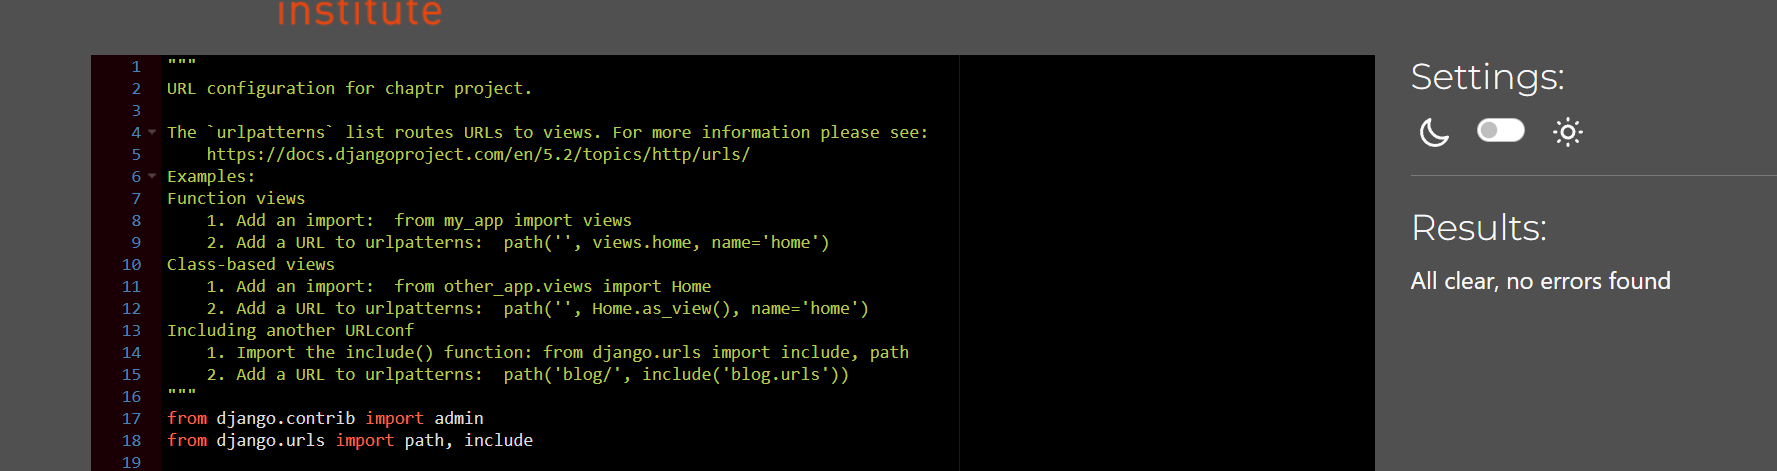 institute
1 """
2 URL configuration for chaptr project.
3
4 The `urlpatterns` list routes URLs to views. For more information please see:
5     https://docs.djangoproject.com/en/5.2/topics/http/urls/
6 Examples:
7 Function views
8     1. Add an import:  from my_app import views
9     2. Add a URL to urlpatterns:  path('', views.home, name='home')
10 Class-based views
11     1. Add an import:  from other_app.views import Home
12     2. Add a URL to urlpatterns:  path('', Home.as_view(), name='home')
13 Including another URLconf
14     1. Import the include() function: from django.urls import include, path
15     2. Add a URL to urlpatterns:  path('blog/', include('blog.urls'))
16 """
17 from django.contrib import admin
18 from django.urls import path, include
19
Settings:
Results:
All clear, no errors found